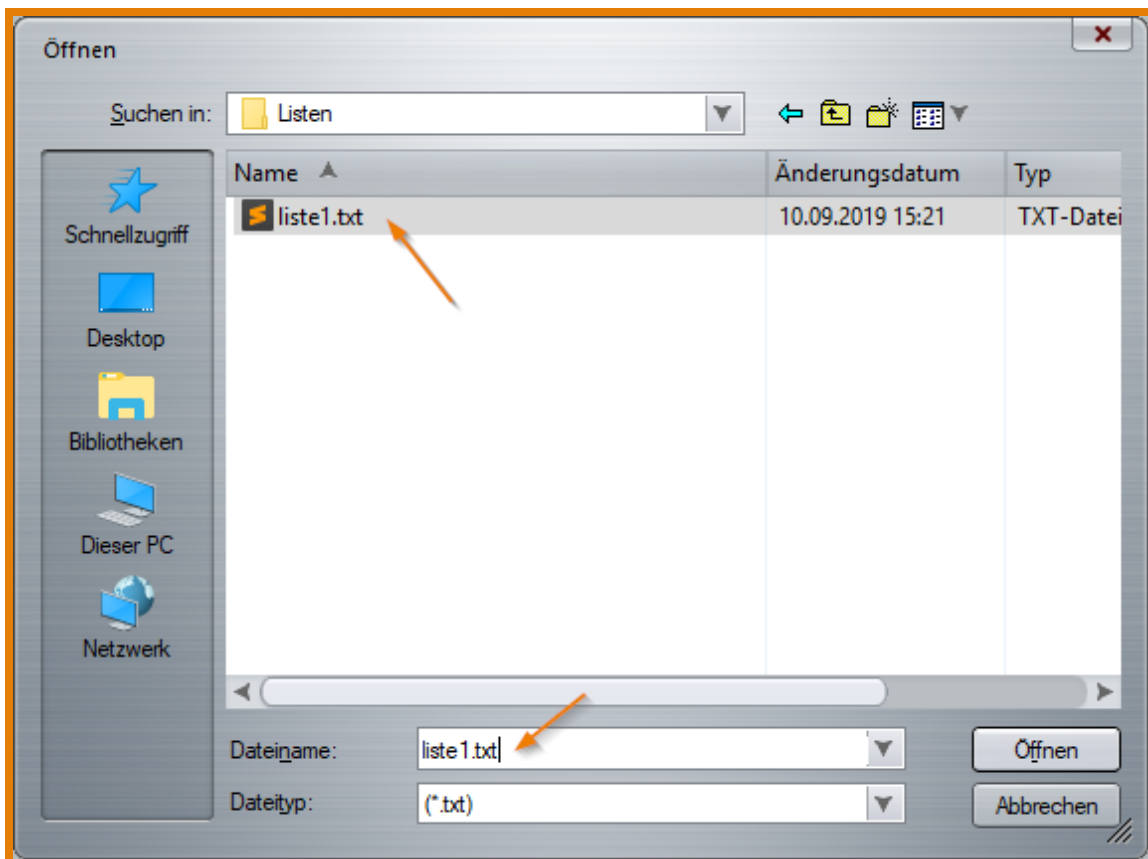 Öffnen
Suchen in: Listen
Name Änderungsdatum Typ
liste1.txt 10.09.2019 15:21 TXT-Datei
Schnellzugriff
Desktop
Bibliotheken
Dieser PC
Netzwerk
Dateiname: liste1.txt Öffnen
Dateityp: (*.txt) Abbrechen